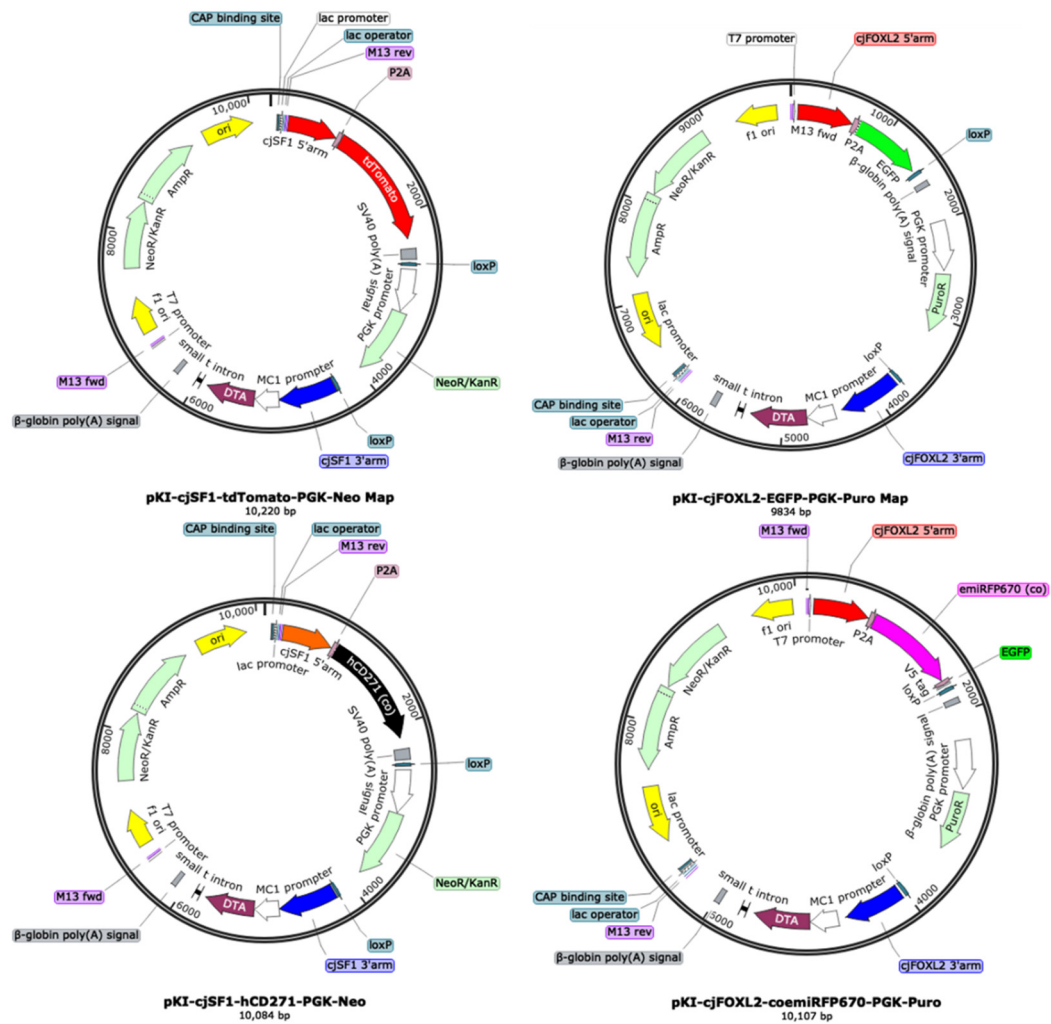 CAP binding site
lac promoter
lac operator
M13 rev
P2A
10,000
ori
cjSF1 5'arm
tdTomato
2000
AmpR
NeoR/KanR
8000
SV40 poly(A) signal
loxP
PGK promoter
NeoR/KanR
4000
f1 ori
T7 promoter
M13 fwd
small t intron
MC1 promoter
DTA
6000
β-globin poly(A) signal
loxP
cjSF1 3'arm
pKI-cjSF1-tdTomato-PGK-Neo Map
10,220 bp
T7 promoter
cjFOXL2 5'arm
9000
f1 ori
M13 fwd
P2A
1000
EGFP
loxP
β-globin poly(A) signal
2000
NeoR/KanR
8000
AmpR
PGK promoter
PuroR
3000
7000
ori
lac promoter
loxP
CAP binding site
lac operator
M13 rev
6000
small t intron
MC1 promoter
DTA
5000
4000
β-globin poly(A) signal
cjFOXL2 3'arm
pKI-cjFOXL2-EGFP-PGK-Puro Map
9834 bp
CAP binding site
lac operator
M13 rev
P2A
10,000
ori
lac promoter
cjSF1 5'arm
hCD271 (co)
2000
AmpR
NeoR/KanR
8000
SV40 poly(A) signal
loxP
PGK promoter
NeoR/KanR
4000
f1 ori
T7 promoter
M13 fwd
small t intron
MC1 promoter
DTA
6000
β-globin poly(A) signal
loxP
cjSF1 3'arm
pKI-cjSF1-hCD271-PGK-Neo
10,084 bp
M13 fwd
cjFOXL2 5'arm
10,000
f1 ori
T7 promoter
P2A
emiRFP670 (co)
EGFP
V5 tag
loxP
2000
NeoR/KanR
8000
AmpR
β-globin poly(A) signal
PGK promoter
PuroR
ori
lac promoter
loxP
4000
CAP binding site
lac operator
M13 rev
small t intron
MC1 promoter
DTA
5000
β-globin poly(A) signal
cjFOXL2 3'arm
pKI-cjFOXL2-coemiRFP670-PGK-Puro
10,107 bp